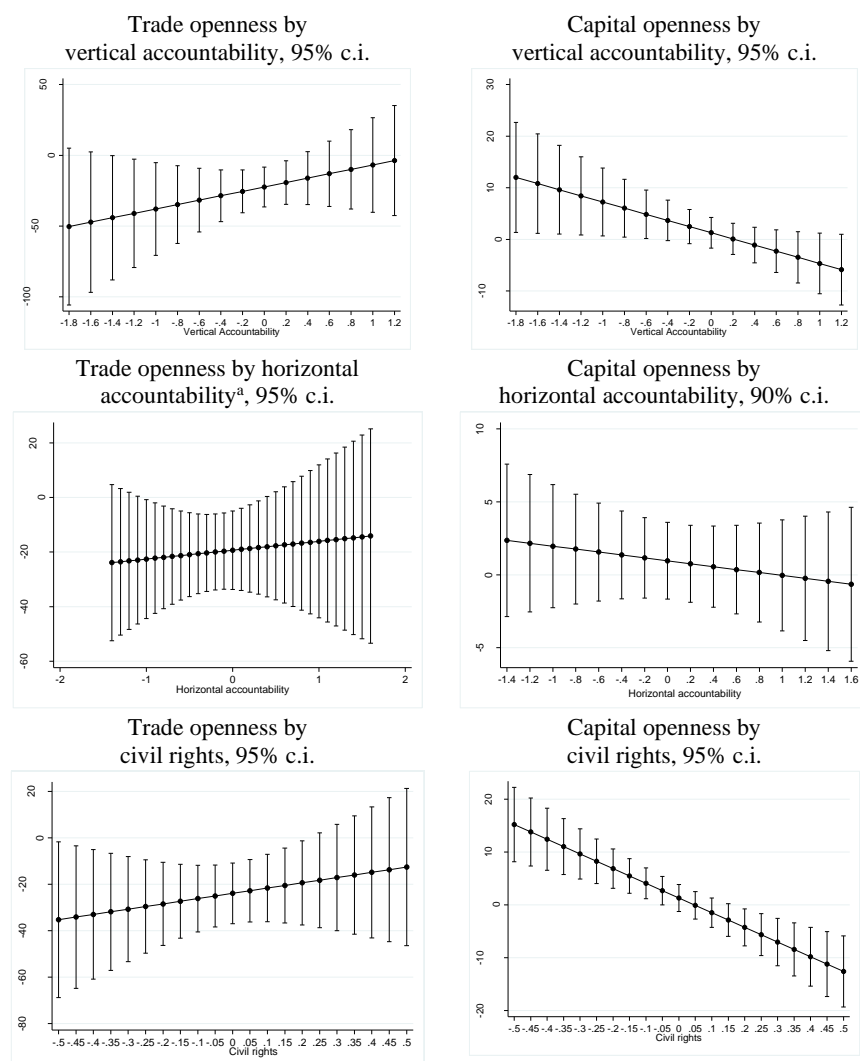 Trade openness by
vertical accountability, 95% c.i.
50
0
-50
-100
-1.8 -1.6 -1.4 -1.2 -1 -.8 -.6 -.4 -.2 0 .2 .4 .6 .8 1 1.2
Vertical Accountability
Capital openness by
vertical accountability, 95% c.i.
30
20
10
0
-10
-1.8 -1.6 -1.4 -1.2 -1 -.8 -.6 -.4 -.2 0 .2 .4 .6 .8 1 1.2
Vertical Accountability
Trade openness by horizontal
accountabilityᵃ, 95% c.i.
20
0
-20
-40
-60
-2 -1 0 1 2
Horizontal accountability
Capital openness by
horizontal accountability, 90% c.i.
10
5
0
-5
-1.4 -1.2 -1 -.8 -.6 -.4 -.2 0 .2 .4 .6 .8 1 1.2 1.4 1.6
Horizontal accountability
Trade openness by
civil rights, 95% c.i.
20
0
-20
-40
-60
-80
-.5 -.45 -.4 -.35 -.3 -.25 -.2 -.15 -.1 -.05 0 .05 .1 .15 .2 .25 .3 .35 .4 .45 .5
Civil rights
Capital openness by
civil rights, 95% c.i.
20
10
0
-10
-20
-.5 -.45 -.4 -.35 -.3 -.25 -.2 -.15 -.1 -.05 0 .05 .1 .15 .2 .25 .3 .35 .4 .45 .5
Civil rights